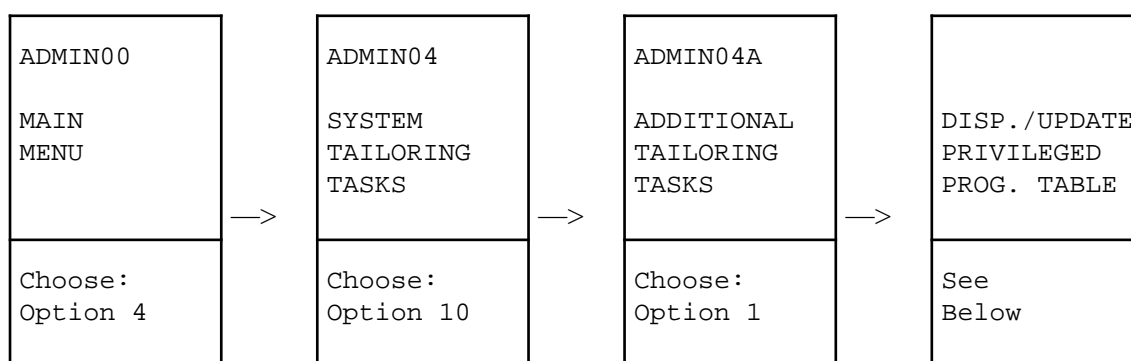 ADMIN00
MAIN
MENU
—>
Choose:
Option 4
ADMIN04
SYSTEM
TAILORING
TASKS
—>
Choose:
Option 10
ADMIN04A
ADDITIONAL
TAILORING
TASKS
—>
Choose:
Option 1
DISP./UPDATE
PRIVILEGED
PROG. TABLE
See
Below